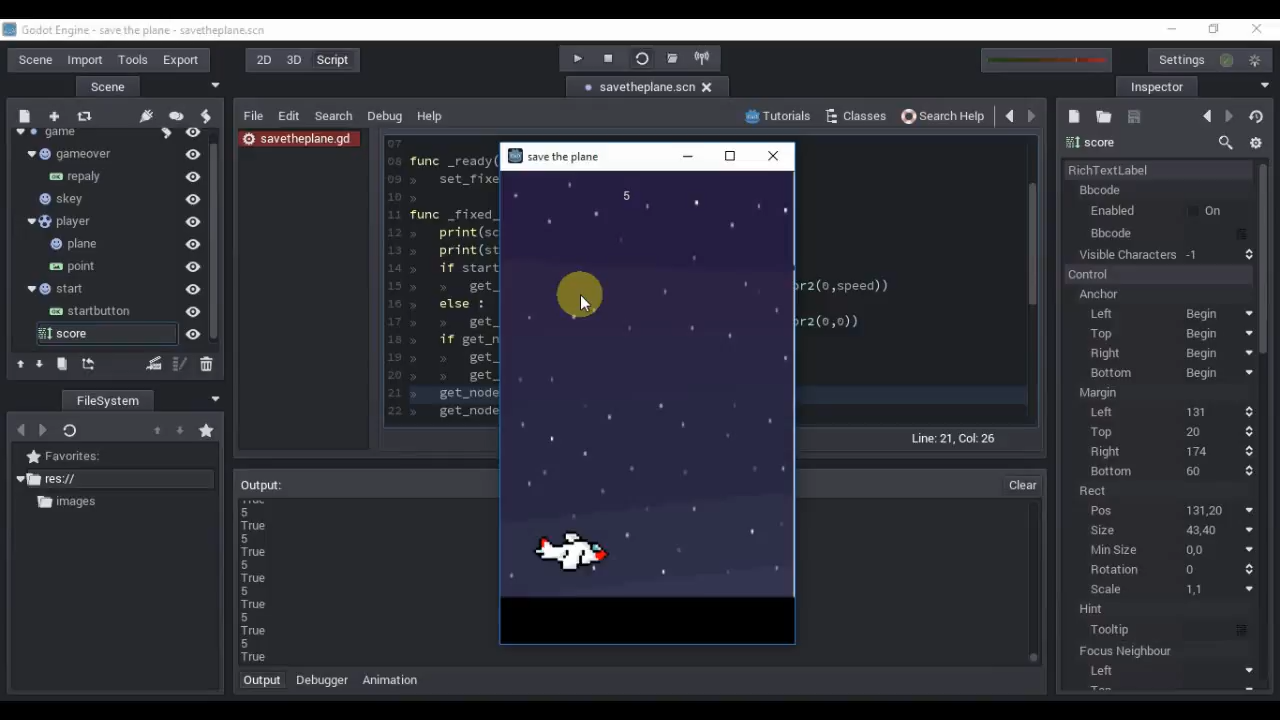 Godot Engine - save the plane - savetheplane.scn
Scene Import Tools Export
2D 3D Script
Settings
Scene
savetheplane.scn
Inspector
game
gameover
repaly
skey
player
plane
point
start
startbutton
score
File Edit Search Debug Help
Tutorials Classes Search Help
savetheplane.gd
07
08 func _ready(
09 set_fixe
10
11 func _fixed_
12 print(sc
13 print(st
14 if start
15 get_ or2(0,speed))
16 else :
17 get_ or2(0,0))
18 if get_n
19 get_
20 get_
21 get_node
22 get_node
Line: 21, Col: 26
save the plane
5
FileSystem
Favorites:
res://
images
Output:
Clear
True
5
True
5
True
5
True
5
True
5
True
5
True
Output Debugger Animation
score
RichTextLabel
Bbcode
Enabled On
Bbcode
Visible Characters -1
Control
Anchor
Left Begin
Top Begin
Right Begin
Bottom Begin
Margin
Left 131
Top 20
Right 174
Bottom 60
Rect
Pos 131,20
Size 43,40
Min Size 0,0
Rotation 0
Scale 1,1
Hint
Tooltip
Focus Neighbour
Left
Top